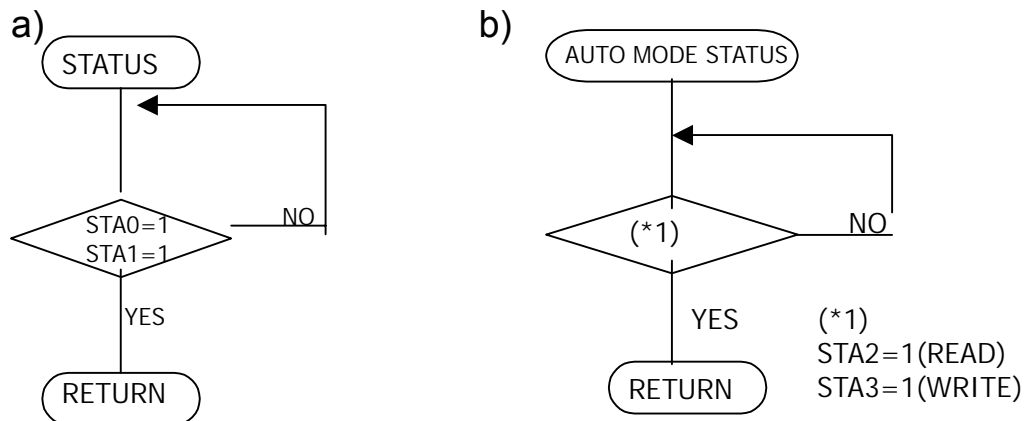 a)
STATUS
STA0=1
STA1=1
NO
YES
RETURN
b)
AUTO MODE STATUS
(*1)
NO
YES
RETURN
(*1)
STA2=1(READ)
STA3=1(WRITE)